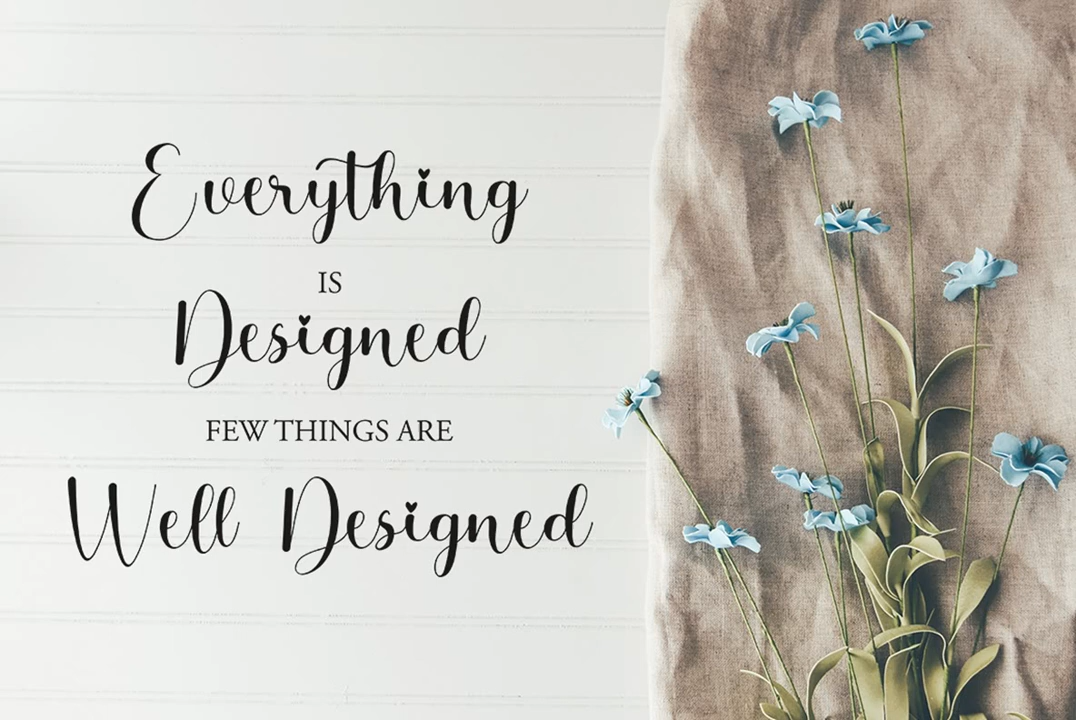 Everything
IS
Designed
FEW THINGS ARE
Well Designed